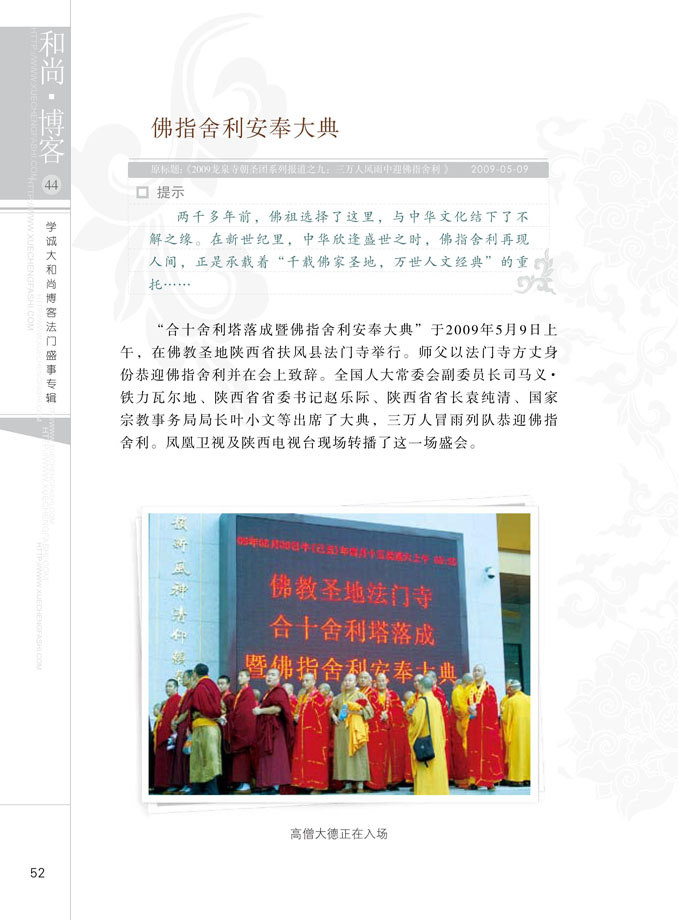 和尚·博客
44
学诚大和尚博客法门盛事专辑
佛指舍利安奉大典
原标题:《2009龙泉寺朝圣团系列报道之九：三万人风雨中迎佛指舍利》 2009-05-09
提示
两千多年前，佛祖选择了这里，与中华文化结下了不
解之缘。在新世纪里，中华欣逢盛世之时，佛指舍利再现
人间，正是承载着“千载佛家圣地，万世人文经典”的重
托……
“合十舍利塔落成暨佛指舍利安奉大典”于2009年5月9日上
午，在佛教圣地陕西省扶风县法门寺举行。师父以法门寺方丈身
份恭迎佛指舍利并在会上致辞。全国人大常委会副委员长司马义·
铁力瓦尔地、陕西省省委书记赵乐际、陕西省省长袁纯清、国家
宗教事务局局长叶小文等出席了大典，三万人冒雨列队恭迎佛指
舍利。凤凰卫视及陕西电视台现场转播了这一场盛会。
佛教圣地法门寺
合十舍利塔落成
暨佛指舍利安奉大典
高僧大德正在入场
52